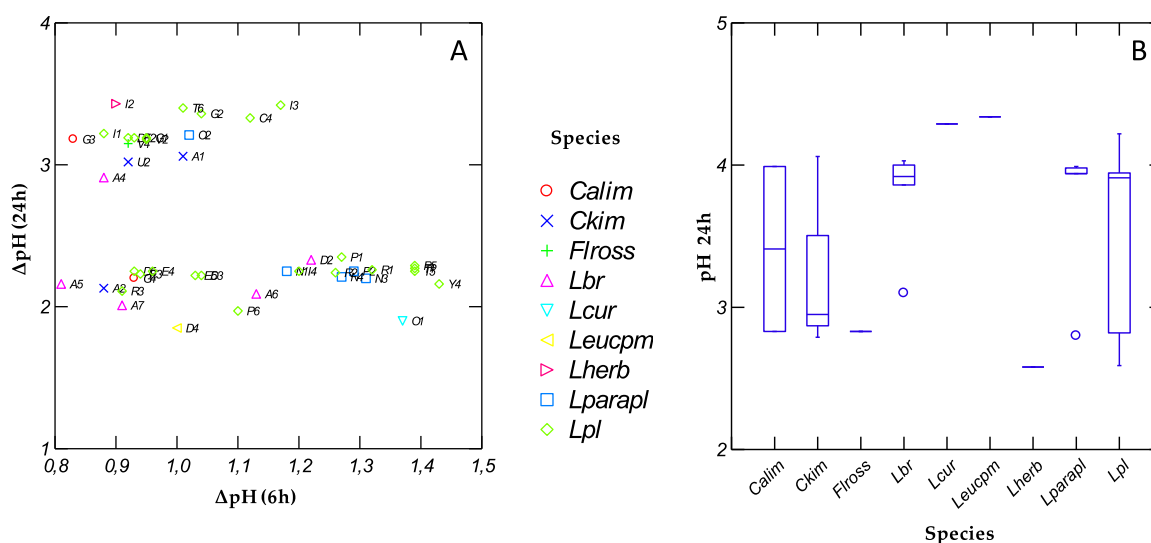 A
4
3
2
1
ΔpH (24h)
0,8 0,9 1,0 1,1 1,2 1,3 1,4 1,5
ΔpH (6h)
I2
T6
I3
G2
C4
I1
O2
G3
V4
U2
A1
A4
D2
P1
E4
I4
R1
N3
A5
A2
R3
A7
A6
P6
Y4
D4
O1
Species
Calim
Ckim
Flross
Lbr
Lcur
Leucpm
Lherb
Lparapl
Lpl
B
5
4
3
2
pH 24h
Calim
Ckim
Flross
Lbr
Lcur
Leucpm
Lherb
Lparapl
Lpl
Species